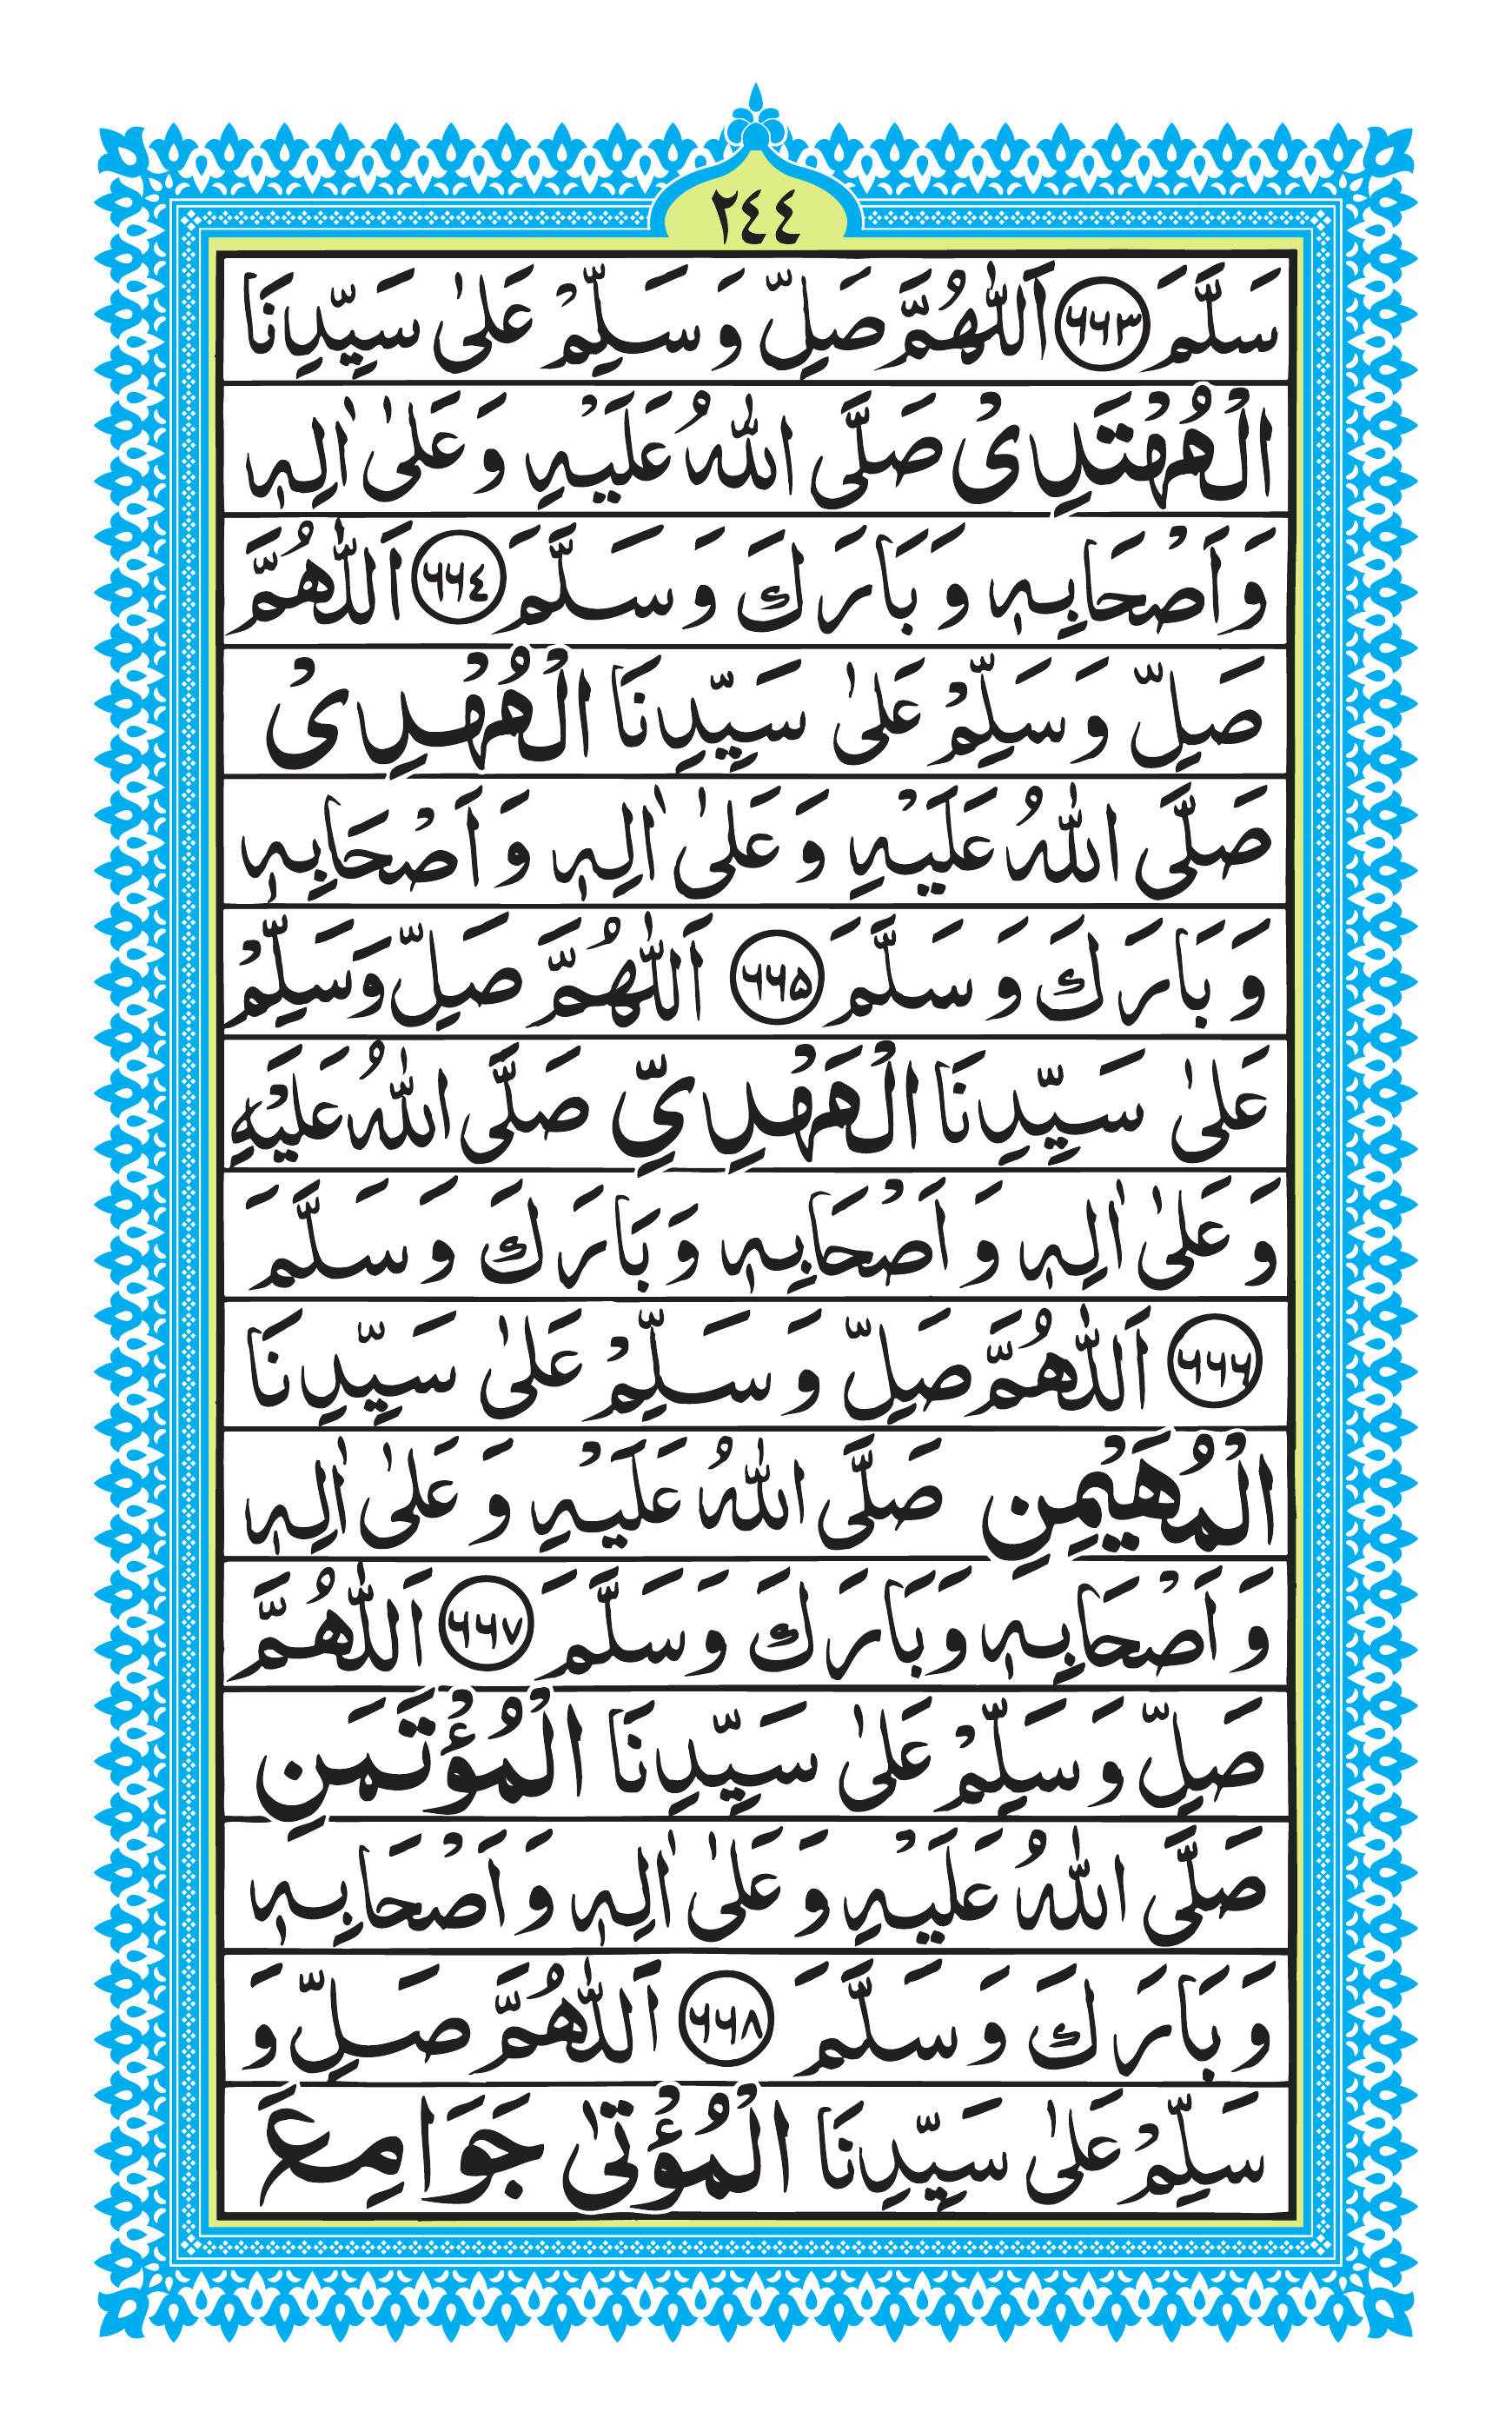 ٢٤٤
سَلَّمَ ٦٦٣ اَللّٰهُمَّ صَلِّ وَسَلِّمْ عَلٰى سَيِّدِنَا
الْمُهْتَدِىْ صَلَّى اللّٰهُ عَلَيْهِ وَعَلٰىٓ اٰلِهٖ
وَاَصْحَابِهٖ وَبَارَكَ وَسَلَّمَ ٦٦٤ اَللّٰهُمَّ
صَلِّ وَسَلِّمْ عَلٰى سَيِّدِنَا الْمُهْدِىْ
صَلَّى اللّٰهُ عَلَيْهِ وَعَلٰىٓ اٰلِهٖ وَاَصْحَابِهٖ
وَبَارَكَ وَسَلَّمَ ٦٦٥ اَللّٰهُمَّ صَلِّ وَسَلِّمْ
عَلٰى سَيِّدِنَا الْمَهْدِيِّ صَلَّى اللّٰهُ عَلَيْهِ
وَعَلٰىٓ اٰلِهٖ وَاَصْحَابِهٖ وَبَارَكَ وَسَلَّمَ
٦٦٦ اَللّٰهُمَّ صَلِّ وَسَلِّمْ عَلٰى سَيِّدِنَا
الْمُهَيْمِنِ صَلَّى اللّٰهُ عَلَيْهِ وَعَلٰىٓ اٰلِهٖ
وَاَصْحَابِهٖ وَبَارَكَ وَسَلَّمَ ٦٦٧ اَللّٰهُمَّ
صَلِّ وَسَلِّمْ عَلٰى سَيِّدِنَا الْمُؤْتَمَنِ
صَلَّى اللّٰهُ عَلَيْهِ وَعَلٰىٓ اٰلِهٖ وَاَصْحَابِهٖ
وَبَارَكَ وَسَلَّمَ ٦٦٨ اَللّٰهُمَّ صَلِّ وَ
سَلِّمْ عَلٰى سَيِّدِنَا الْمُؤْتٰى جَوَامِعَ